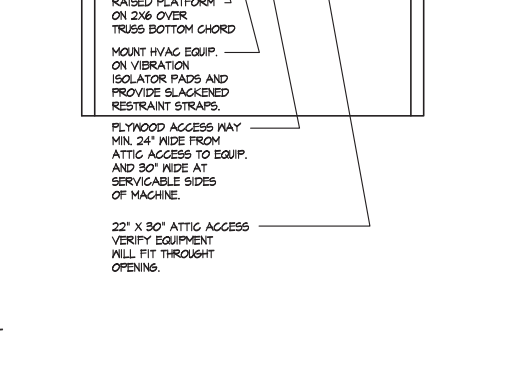 RAISED PLATFORM
ON 2X6 OVER
TRUSS BOTTOM CHORD
MOUNT HVAC EQUIP.
ON VIBRATION
ISOLATOR PADS AND
PROVIDE SLACKENED
RESTRAINT STRAPS.
PLYWOOD ACCESS WAY
MIN. 24" WIDE FROM
ATTIC ACCESS TO EQUIP.
AND 30" WIDE AT
SERVICABLE SIDES
OF MACHINE.
22" X 30" ATTIC ACCESS
VERIFY EQUIPMENT
WILL FIT THROUGHT
OPENING.